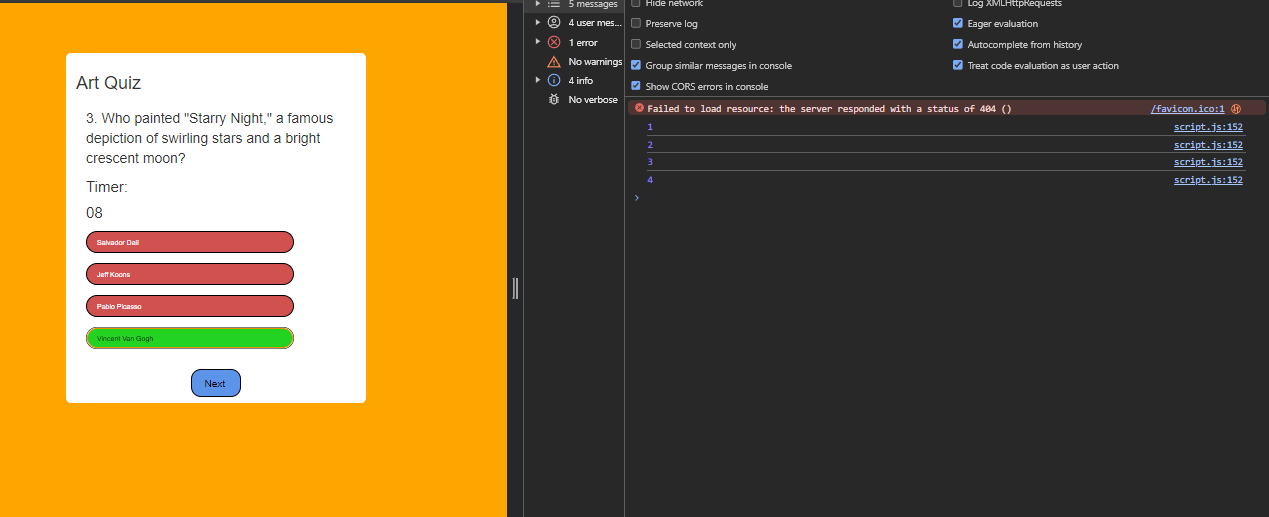 Art Quiz
3. Who painted "Starry Night," a famous
depiction of swirling stars and a bright
crescent moon?
Timer:
08
Salvador Dalí
Jeff Koons
Pablo Picasso
Vincent Van Gogh
Next
5 messages
4 user mes...
1 error
No warnings
4 info
No verbose
Hide network
Log XMLHttpRequests
Preserve log
Eager evaluation
Selected context only
Autocomplete from history
Group similar messages in console
Treat code evaluation as user action
Show CORS errors in console
Failed to load resource: the server responded with a status of 404 () /favicon.ico:1
1 script.js:152
2 script.js:152
3 script.js:152
4 script.js:152